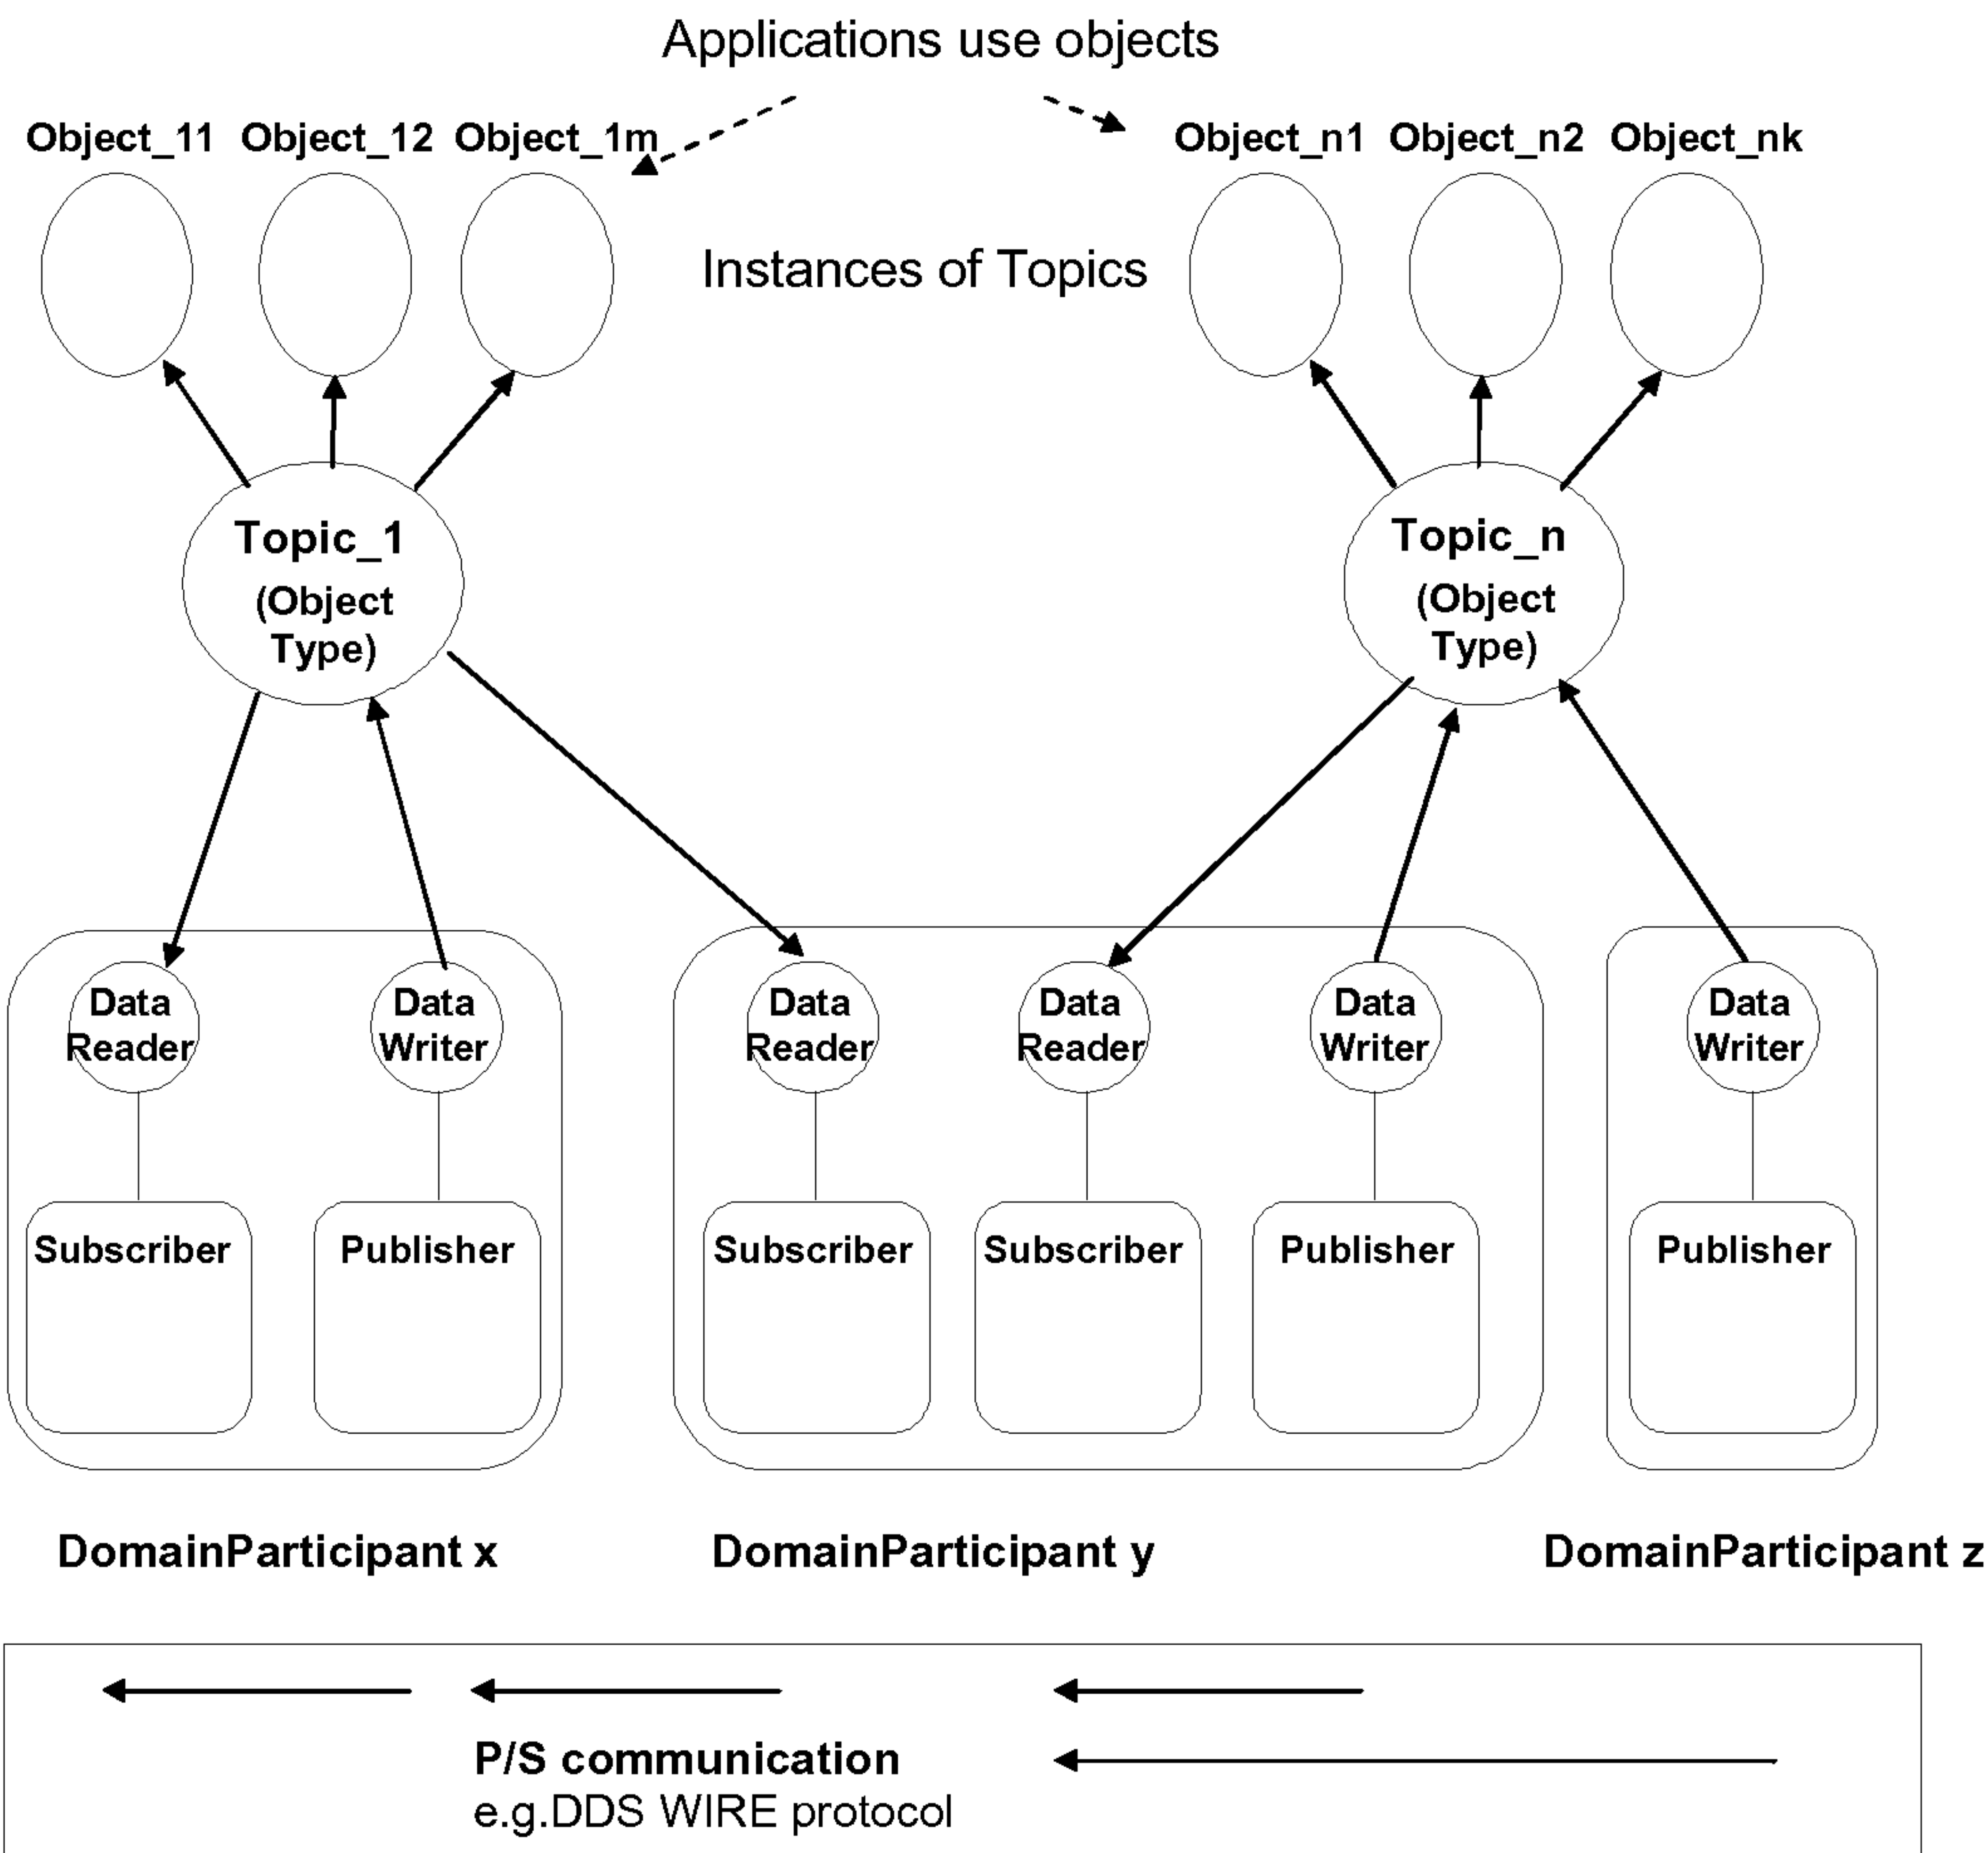 Applications use objects
Object_11 Object_12 Object_1m Object_n1 Object_n2 Object_nk
Instances of Topics
Topic_1
(Object
Type)
Topic_n
(Object
Type)
Data
Reader
Data
Writer
Data
Reader
Data
Reader
Data
Writer
Data
Writer
Subscriber
Publisher
Subscriber
Subscriber
Publisher
Publisher
DomainParticipant x
DomainParticipant y
DomainParticipant z
P/S communication
e.g.DDS WIRE protocol